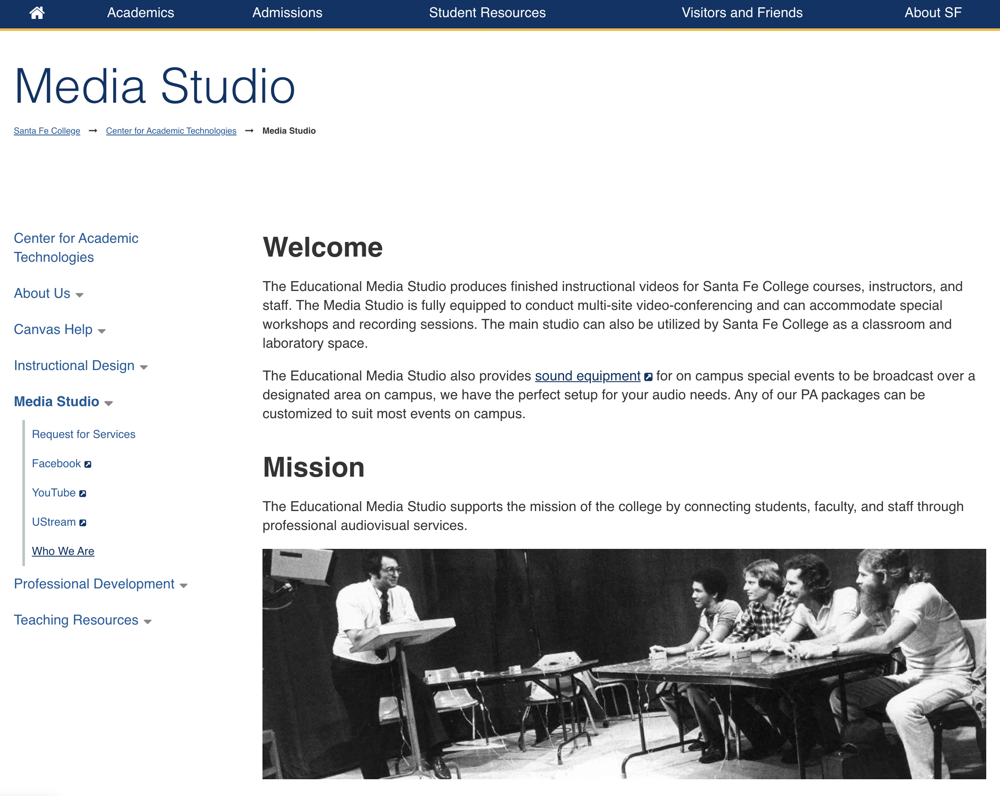 Academics
Admissions
Student Resources
Visitors and Friends
About SF
Media Studio
Santa Fe College → Center for Academic Technologies → Media Studio
Center for Academic
Technologies
About Us
Canvas Help
Instructional Design
Media Studio
Request for Services
Facebook
YouTube
UStream
Who We Are
Professional Development
Teaching Resources
Welcome
The Educational Media Studio produces finished instructional videos for Santa Fe College courses, instructors, and
staff. The Media Studio is fully equipped to conduct multi-site video-conferencing and can accommodate special
workshops and recording sessions. The main studio can also be utilized by Santa Fe College as a classroom and
laboratory space.
The Educational Media Studio also provides sound equipment for on campus special events to be broadcast over a
designated area on campus, we have the perfect setup for your audio needs. Any of our PA packages can be
customized to suit most events on campus.
Mission
The Educational Media Studio supports the mission of the college by connecting students, faculty, and staff through
professional audiovisual services.